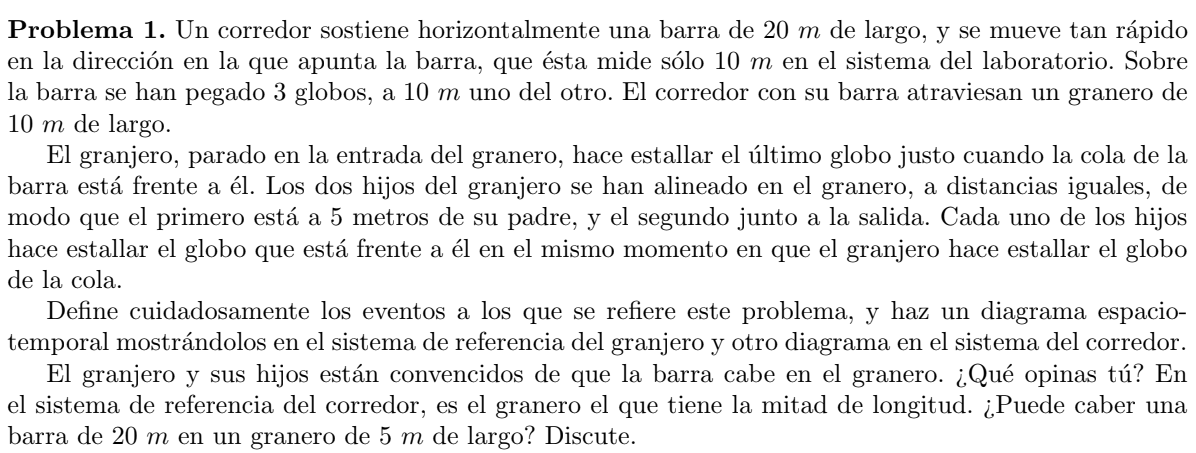 Problema 1. Un corredor sostiene horizontalmente una barra de 20 m de largo, y se mueve tan rápido
en la dirección en la que apunta la barra, que ésta mide sólo 10 m en el sistema del laboratorio. Sobre
la barra se han pegado 3 globos, a 10 m uno del otro. El corredor con su barra atraviesan un granero de
10 m de largo.
El granjero, parado en la entrada del granero, hace estallar el último globo justo cuando la cola de la
barra está frente a él. Los dos hijos del granjero se han alineado en el granero, a distancias iguales, de
modo que el primero está a 5 metros de su padre, y el segundo junto a la salida. Cada uno de los hijos
hace estallar el globo que está frente a él en el mismo momento en que el granjero hace estallar el globo
de la cola.
Define cuidadosamente los eventos a los que se refiere este problema, y haz un diagrama espacio-
temporal mostrándolos en el sistema de referencia del granjero y otro diagrama en el sistema del corredor.
El granjero y sus hijos están convencidos de que la barra cabe en el granero. ¿Qué opinas tú? En
el sistema de referencia del corredor, es el granero el que tiene la mitad de longitud. ¿Puede caber una
barra de 20 m en un granero de 5 m de largo? Discute.